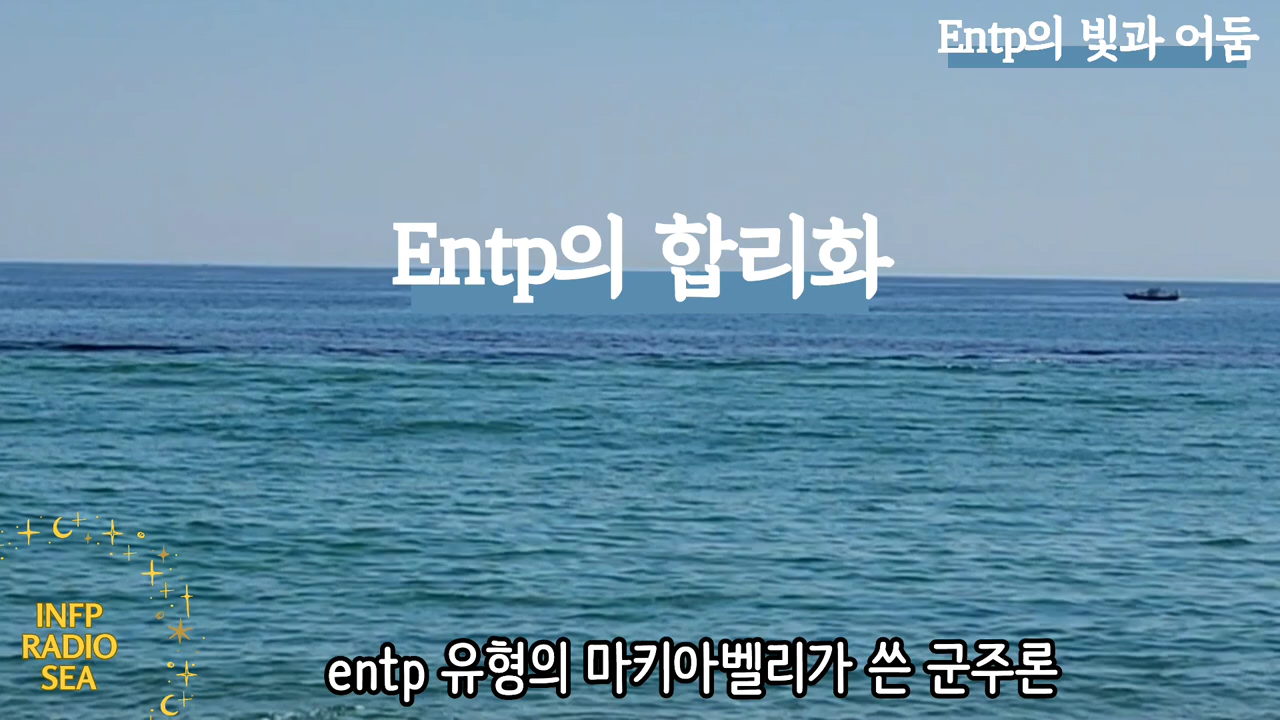 Entp의 빛과 어둠
Entp의 합리화
INFP
RADIO
SEA
entp 유형의 마키아벨리가 쓴 군주론